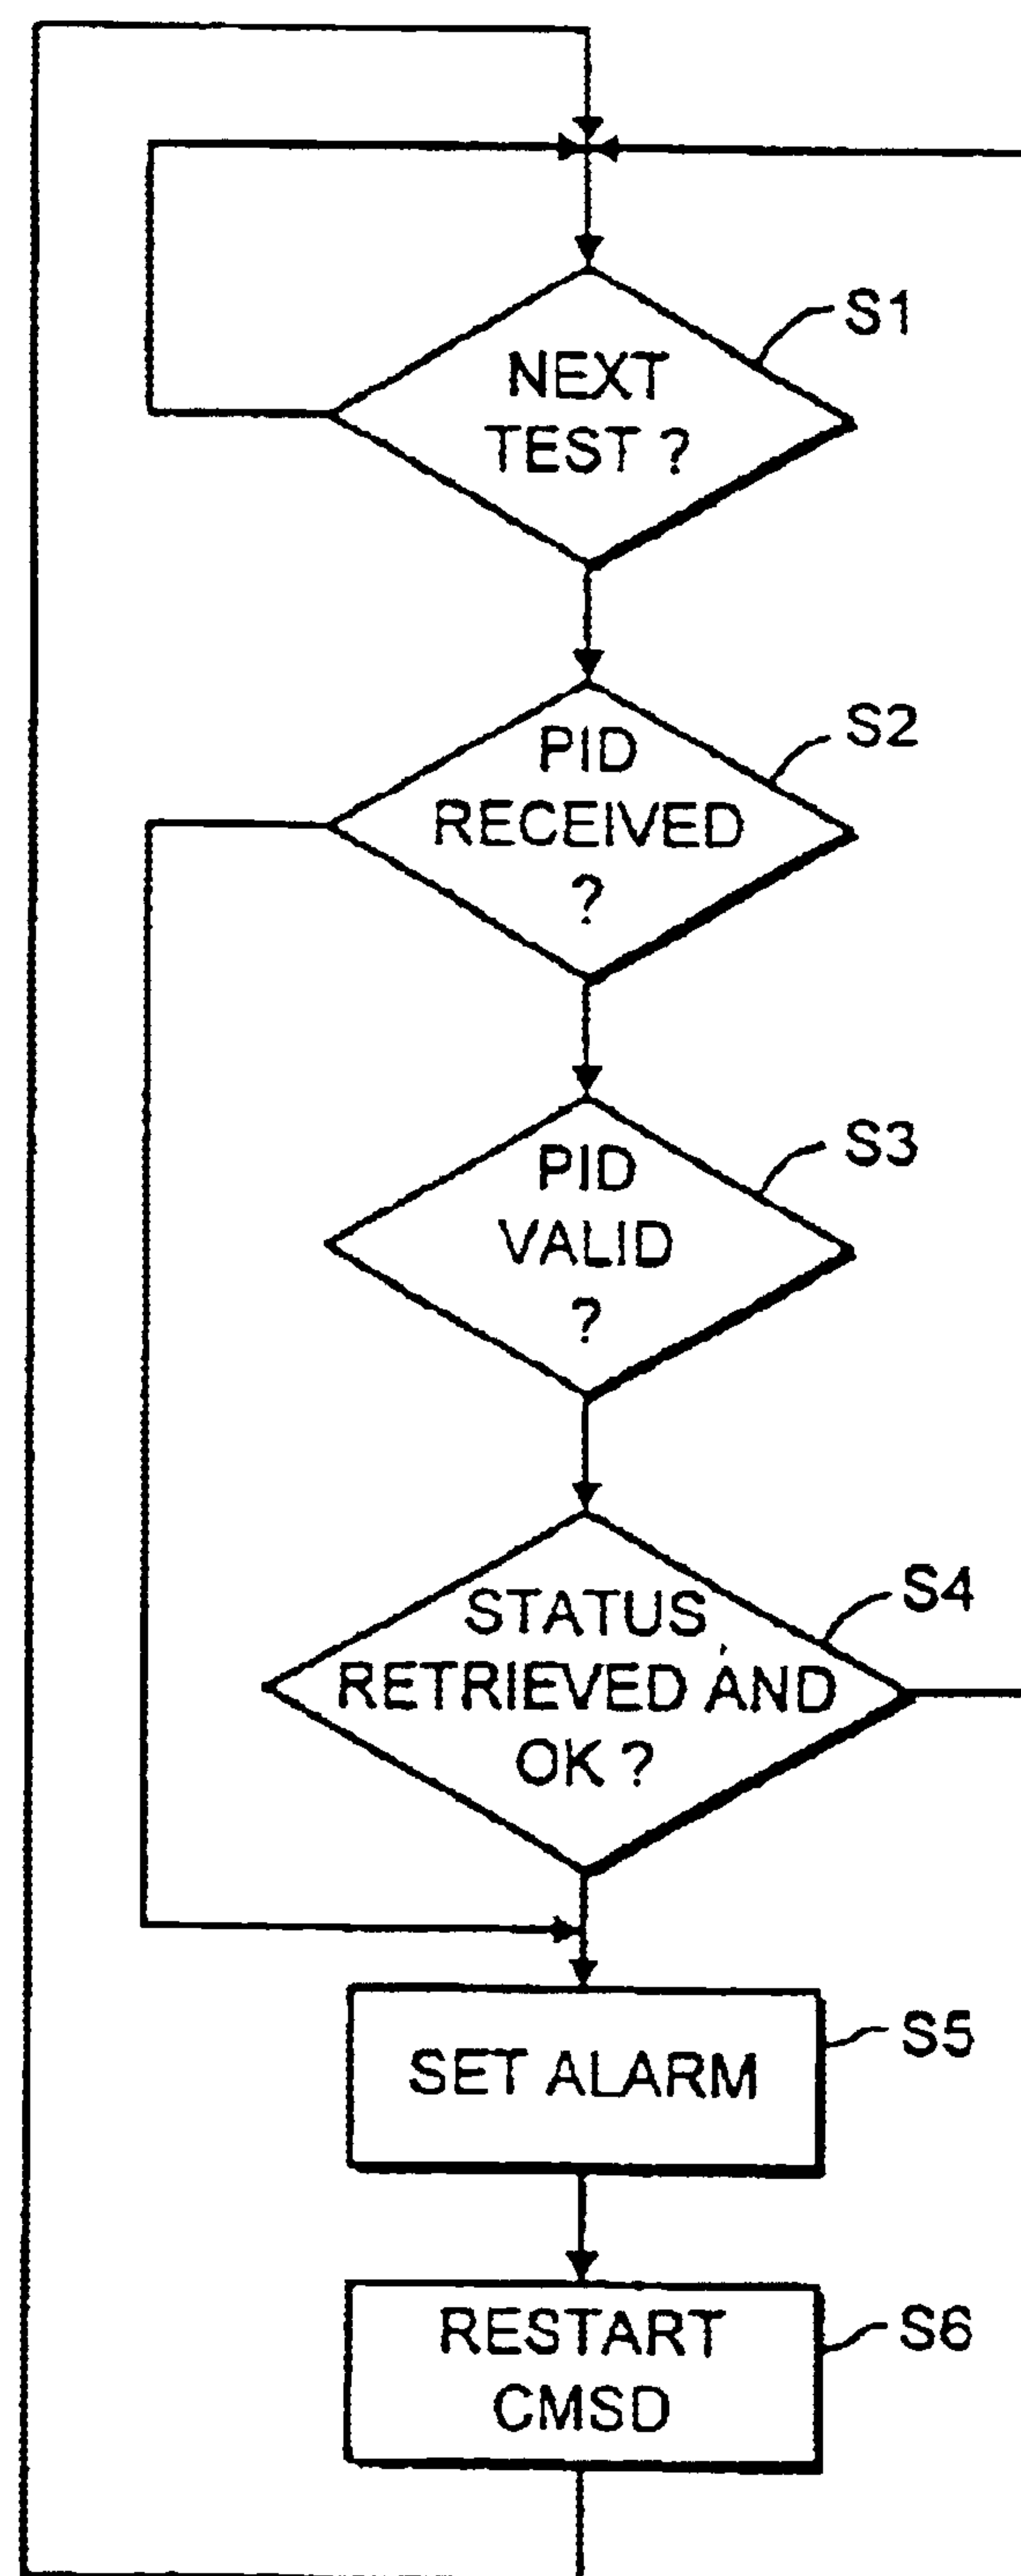 S1
NEXT
TEST ?
S2
PID
RECEIVED
?
S3
PID
VALID
?
S4
STATUS
RETRIEVED AND
OK ?
S5
SET ALARM
S6
RESTART
CMSD